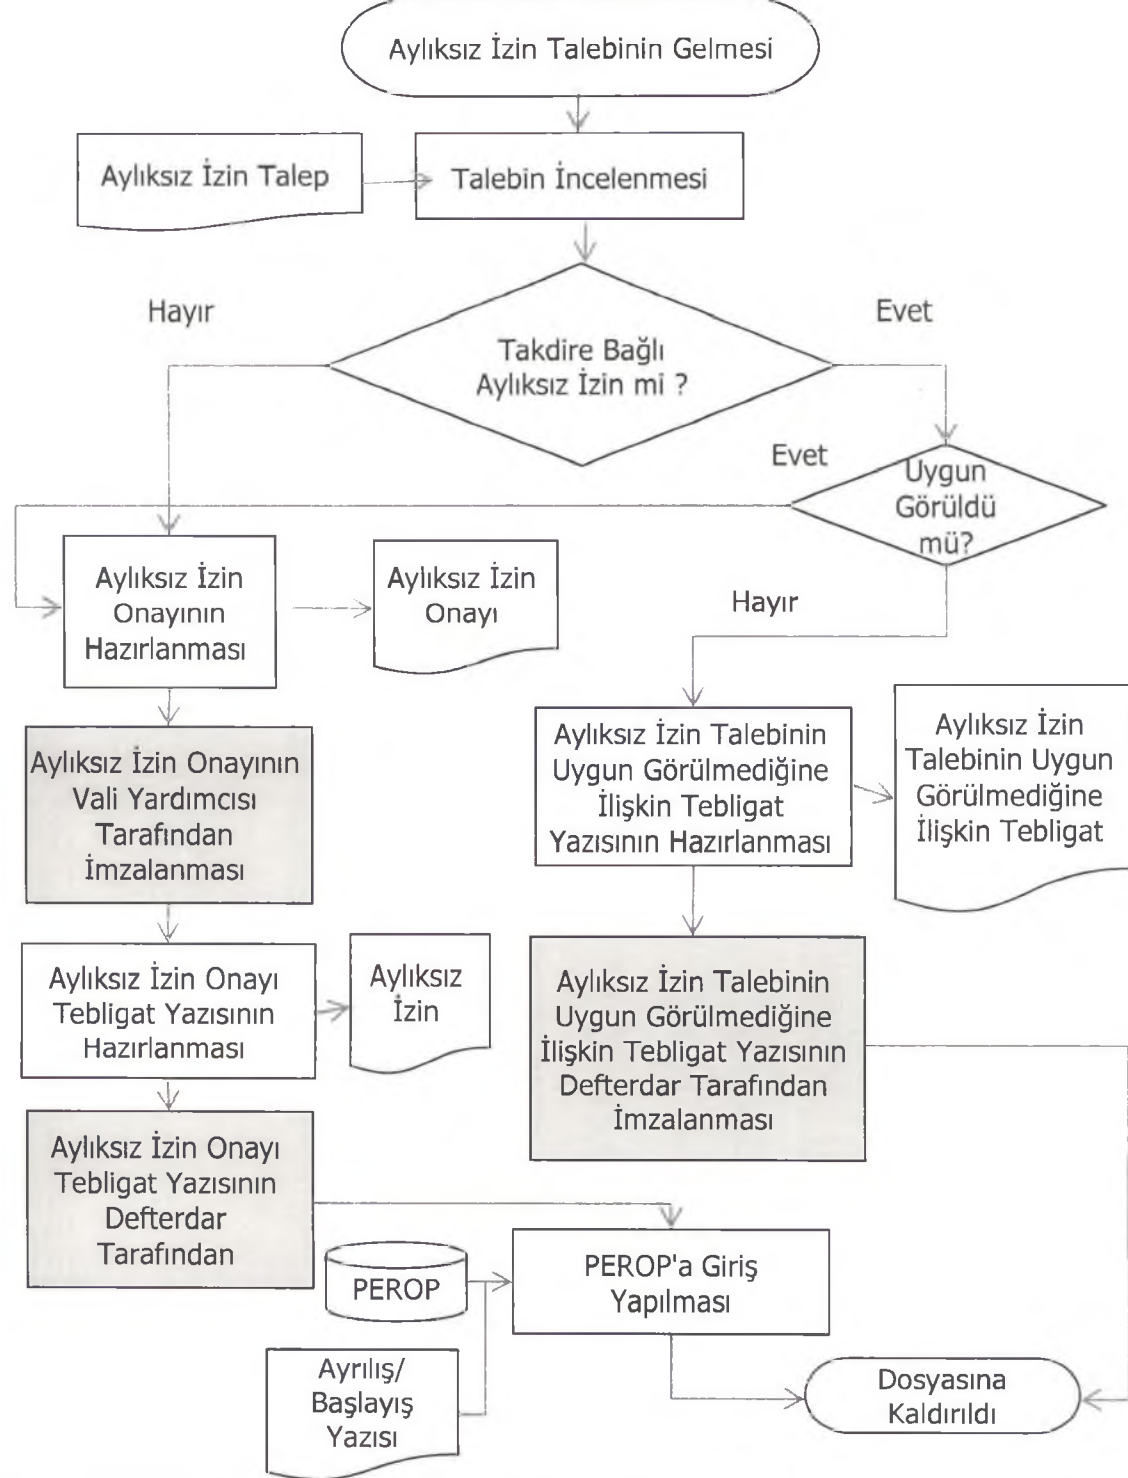 Aylıksız İzin Talebinin Gelmesi
Aylıksız İzin Talep
Talebin İncelenmesi
Hayır
Evet
Takdire Bağlı
Aylıksız İzin mi ?
Evet
Uygun
Görüldü
mü?
Aylıksız İzin
Onayının
Hazırlanması
Aylıksız İzin
Onayı
Hayır
Aylıksız İzin Onayının
Vali Yardımcısı
Tarafından
İmzalanması
Aylıksız İzin Talebinin
Uygun Görülmediğine
İlişkin Tebligat
Yazısının Hazırlanması
Aylıksız İzin
Talebinin Uygun
Görülmediğine
İlişkin Tebligat
Aylıksız İzin Onayı
Tebligat Yazısının
Hazırlanması
Aylıksız
İzin
Aylıksız İzin Talebinin
Uygun Görülmediğine
İlişkin Tebligat Yazısının
Defterdar Tarafından
İmzalanması
Aylıksız İzin Onayı
Tebligat Yazısının
Defterdar
Tarafından
PEROP
PEROP'a Giriş
Yapılması
Ayrılış/
Başlayış
Yazısı
Dosyasına
Kaldırıldı